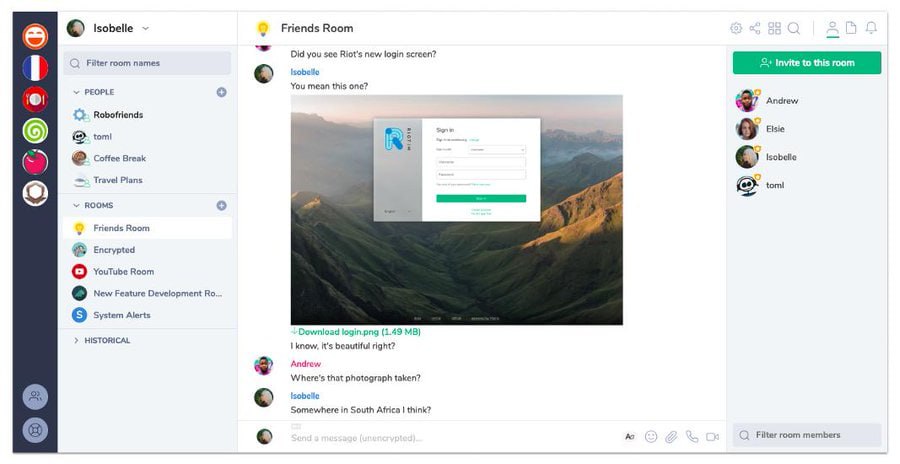 Isobelle
Filter room names
PEOPLE
Robofriends
toml
Coffee Break
Travel Plans
ROOMS
Friends Room
Encrypted
YouTube Room
New Feature Development Ro...
S
System Alerts
HISTORICAL
Friends Room
Did you see Riot's new login screen?
Isobelle
You mean this one?
RIOT.IM
Sign in
Username
Password
Sign in
English
Download login.png (1.49 MB)
I know, it's beautiful right?
Andrew
Where's that photograph taken?
Isobelle
Somewhere in South Africa I think?
Send a message (unencrypted)...
Aa
Invite to this room
Andrew
Elsie
Isobelle
toml
Filter room members